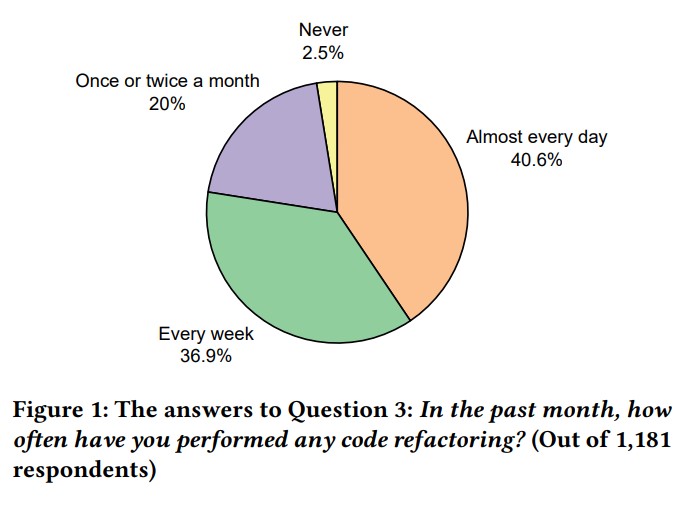 Never
2.5%
Once or twice a month
20%
Almost every day
40.6%
Every week
36.9%
Figure 1: The answers to Question 3: In the past month, how
often have you performed any code refactoring? (Out of 1,181
respondents)